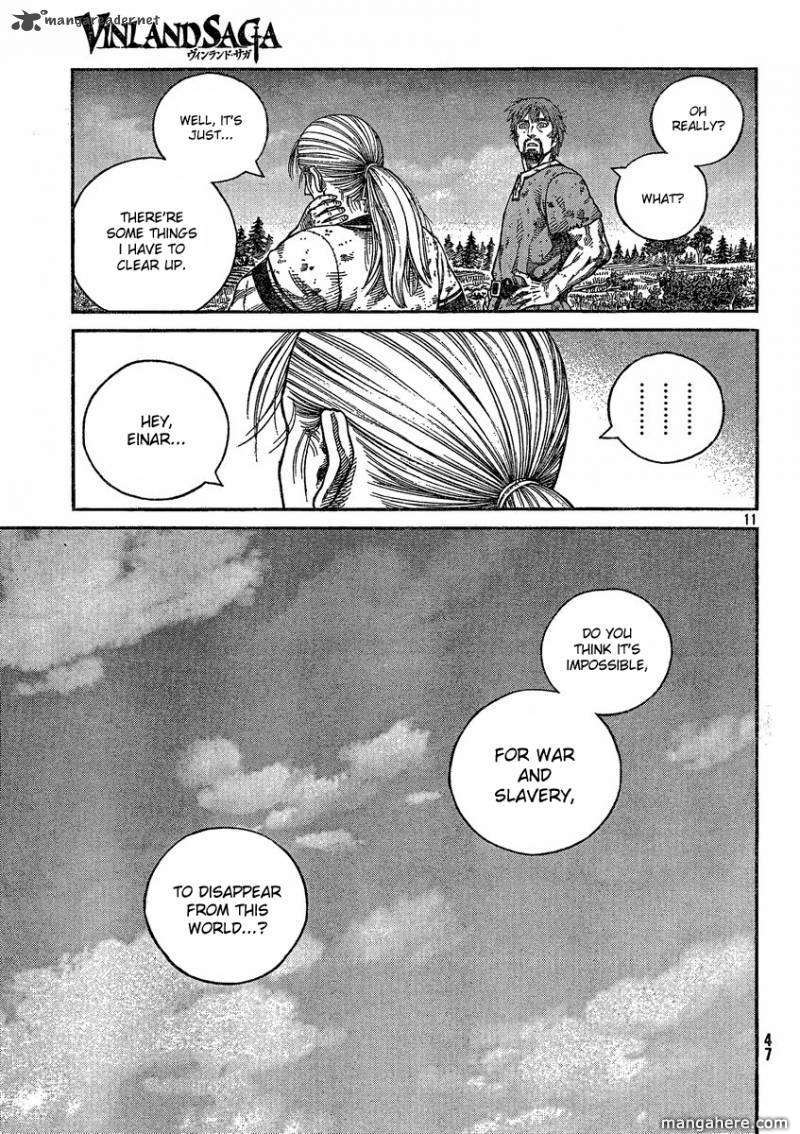 mangareader.net
VINLAND SAGA
ヴィンランド・サガ
OH
REALLY?
WHAT?
WELL, IT'S
JUST...
THERE'RE
SOME THINGS
I HAVE TO
CLEAR UP.
HEY,
EINAR...
11
DO YOU
THINK IT'S
IMPOSSIBLE,
FOR WAR
AND
SLAVERY,
TO DISAPPEAR
FROM THIS
WORLD...?
47
mangahere.com